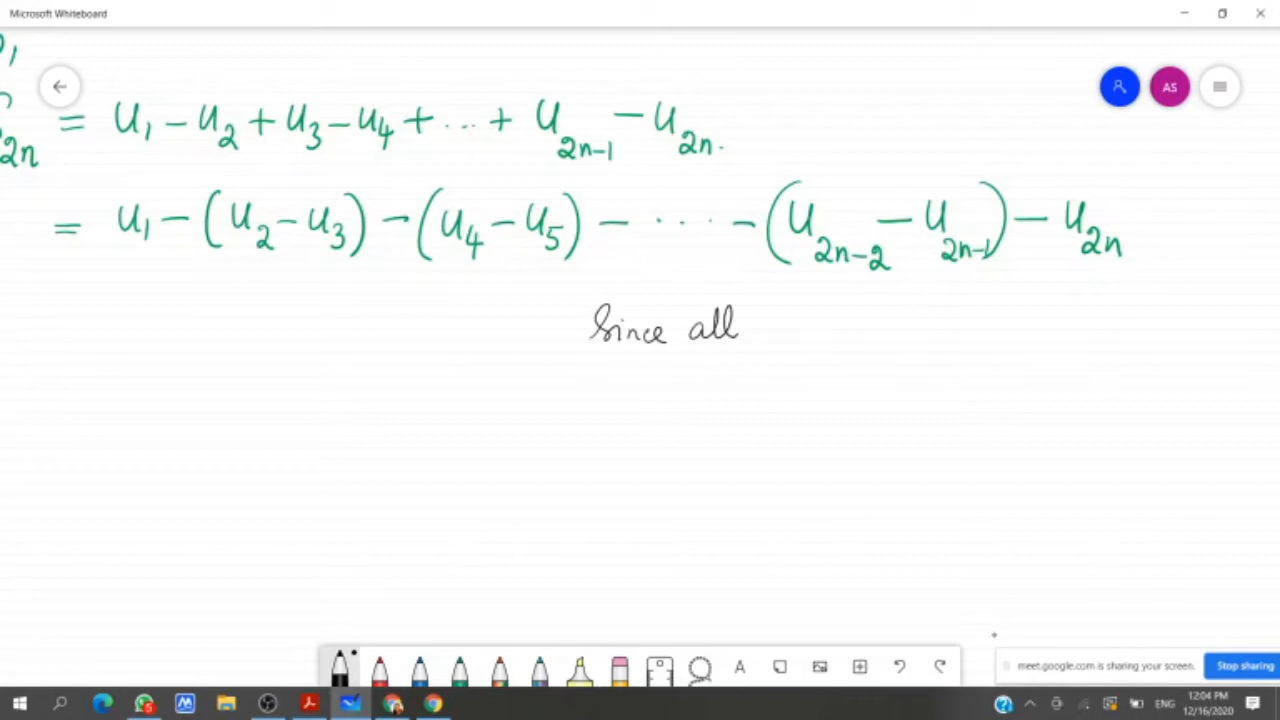 Microsoft Whiteboard
AS
= u₁ − u₂ + u₃ − u₄ + ... + u₂ₙ₋₁ − u₂ₙ.
2n
= u₁ − (u₂ − u₃) − (u₄ − u₅) − ..... − (u₂ₙ₋₂ − u₂ₙ₋₁) − u₂ₙ
Since all
meet.google.com is sharing your screen. Stop sharing
ENG 12:04 PM
12/16/2020